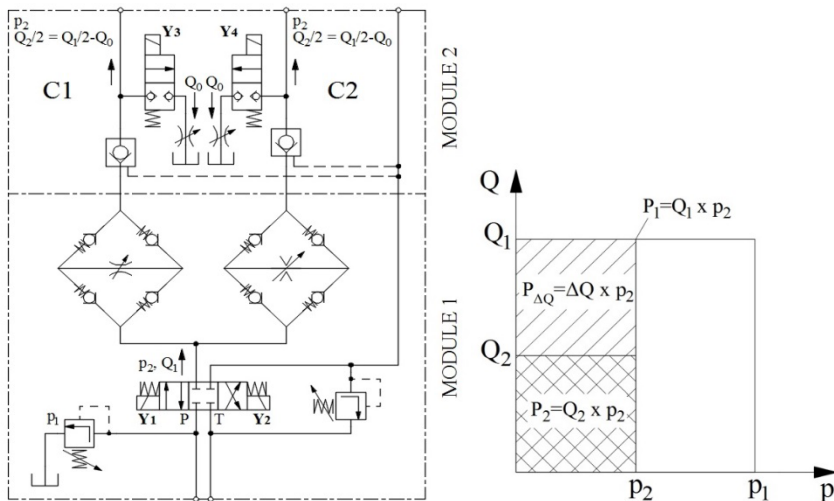 p2
Q2/2 = Q1/2-Q0
Y3
Y4
p2
Q2/2 = Q1/2-Q0
C1
Q0
Q0
C2
MODULE 2
p2, Q1
p1
Y1
P
T
Y2
MODULE 1
Q
Q1
P1=Q1 x p2
PΔQ=ΔQ x p2
Q2
P2=Q2 x p2
p2
p1
p